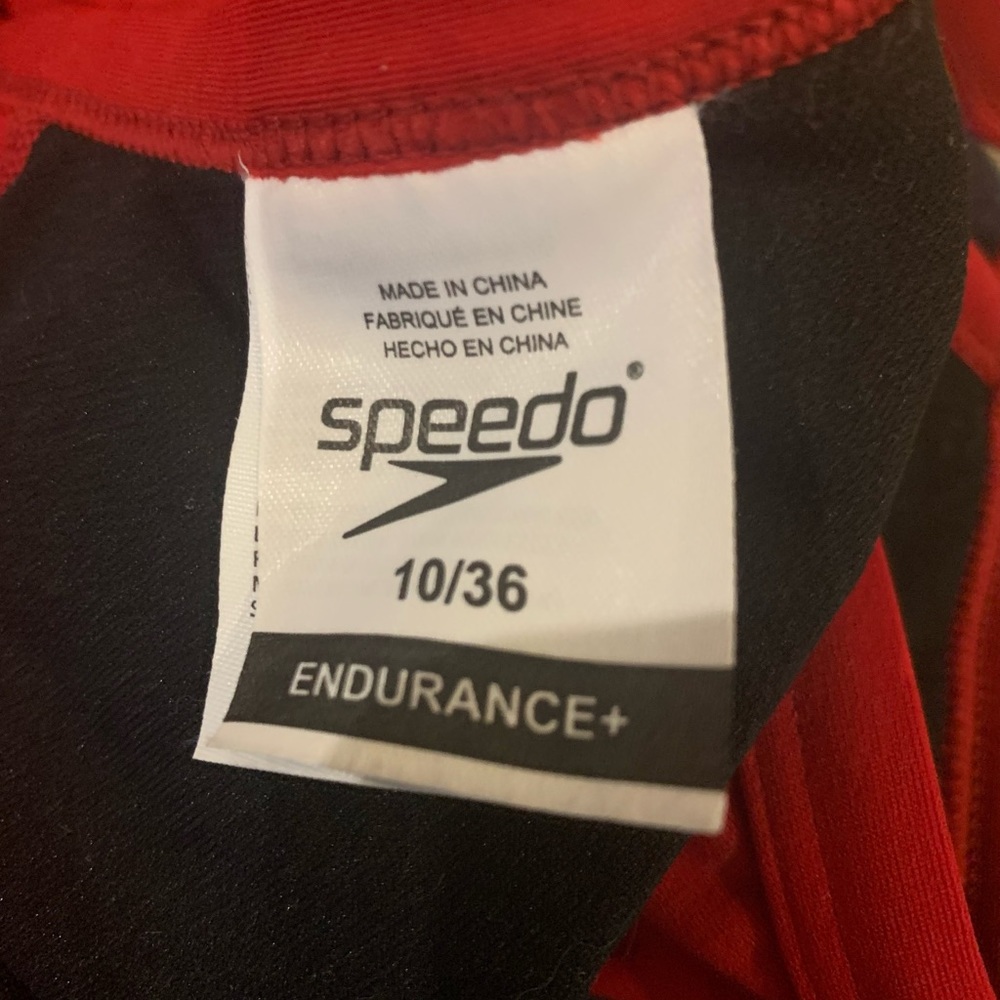 MADE IN CHINA
FABRIQUÉ EN CHINE
HECHO EN CHINA
speedo®
10/36
ENDURANCE+